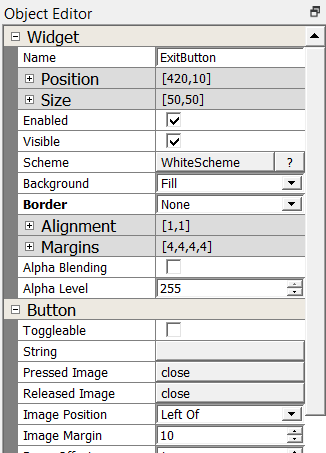 Object Editor
Widget
Name ExitButton
Position [420,10]
Size [50,50]
Enabled
Visible
Scheme WhiteScheme ?
Background Fill
Border None
Alignment [1,1]
Margins [4,4,4,4]
Alpha Blending
Alpha Level 255
Button
Toggleable
String
Pressed Image close
Released Image close
Image Position Left Of
Image Margin 10